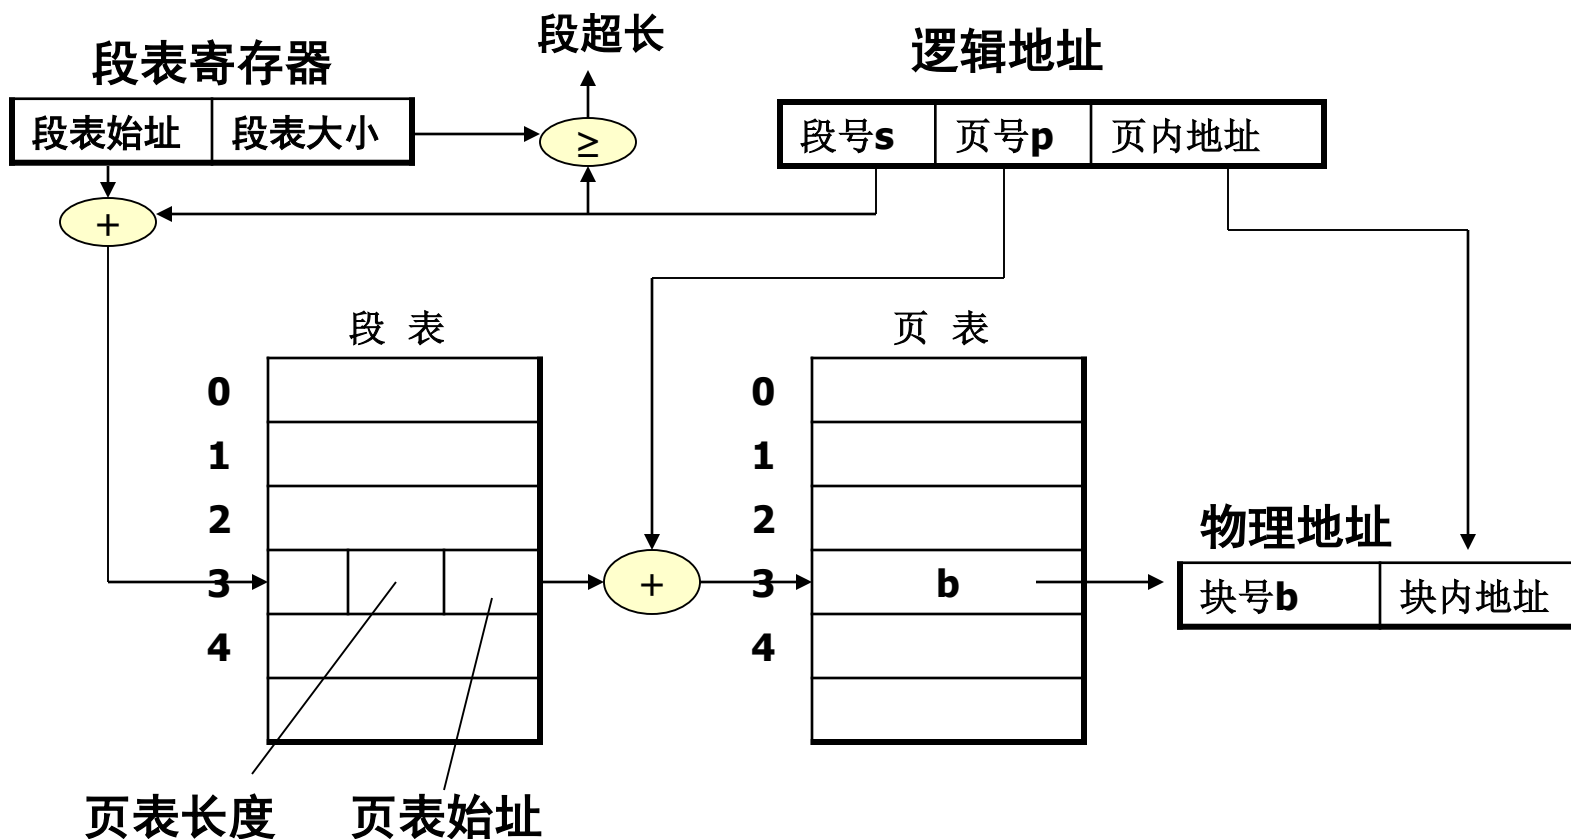 段超长
段表寄存器
逻辑地址
段表始址 段表大小
≥
段号s 页号p 页内地址
+
段 表
页 表
0
1
2
3
4
0
1
2
3
4
+
b
物理地址
块号b 块内地址
页表长度 页表始址